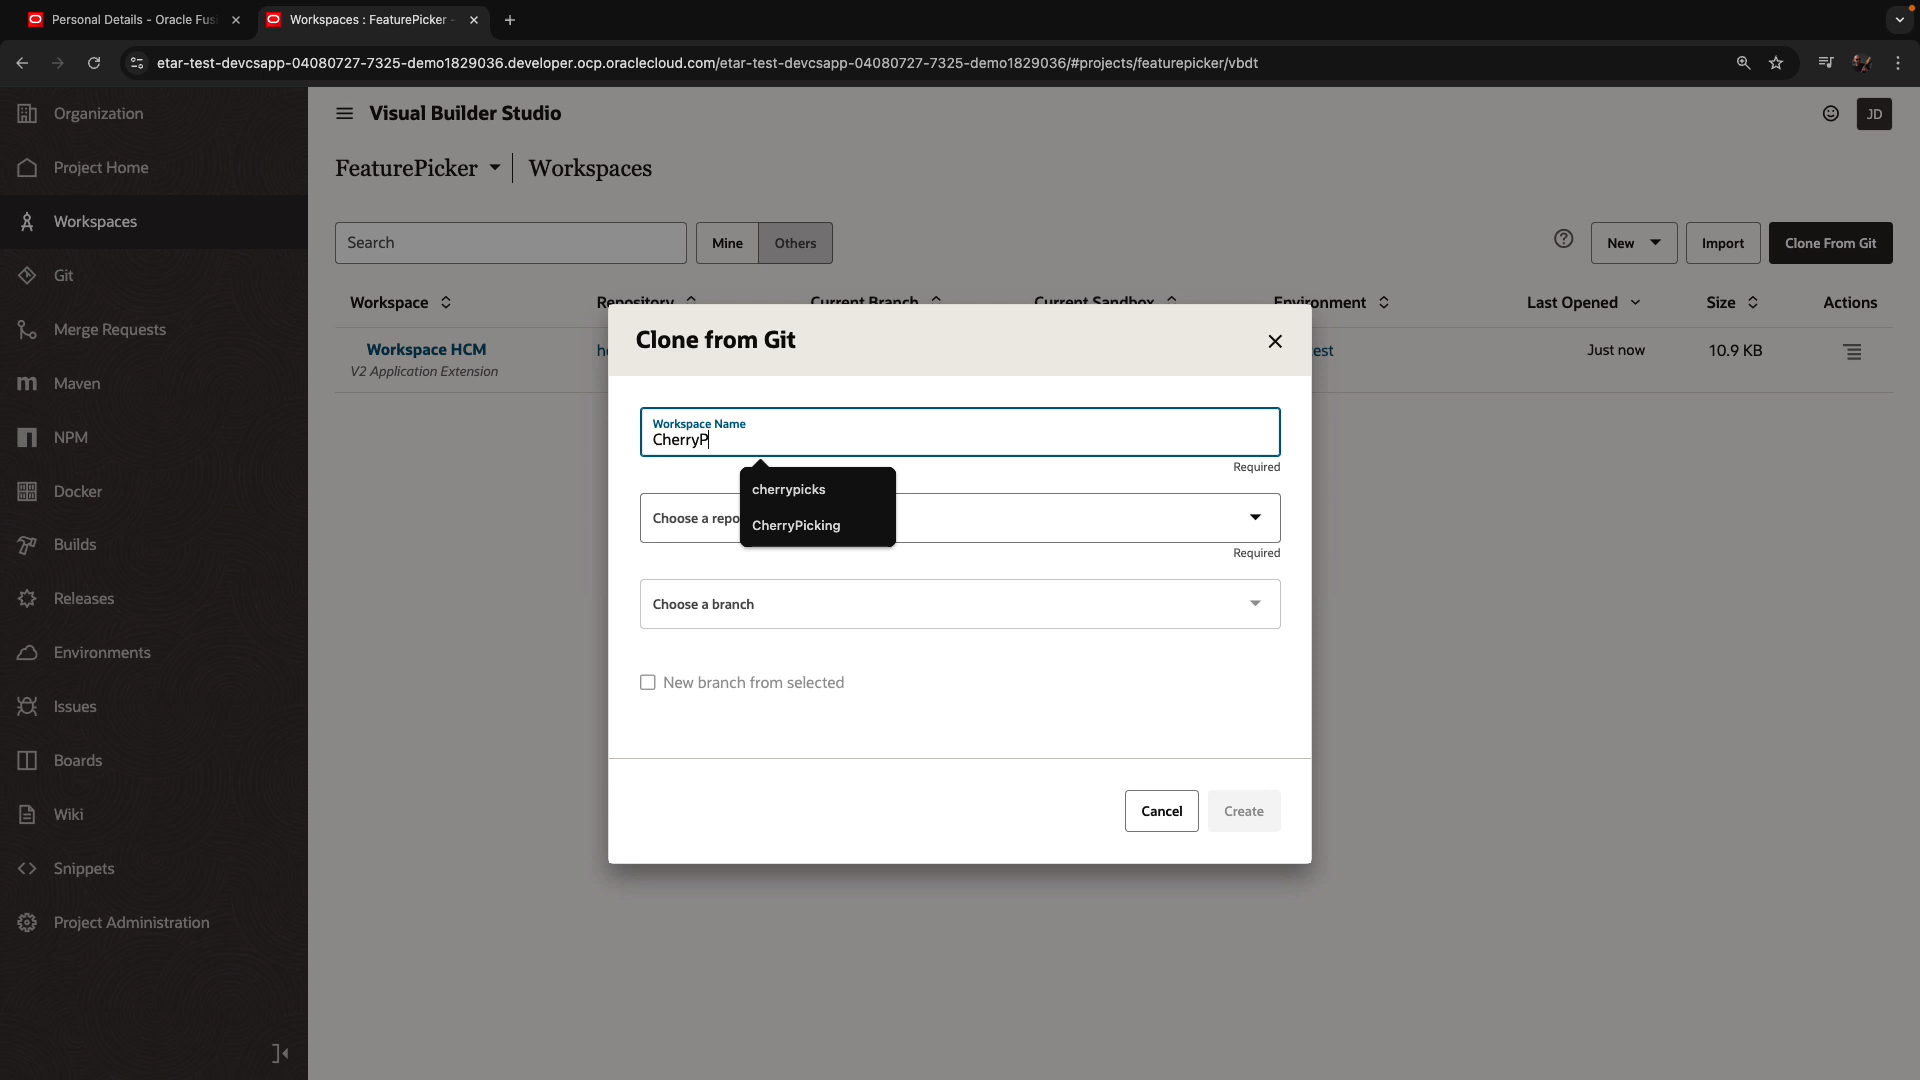 Personal Details - Oracle Fus
Workspaces : FeaturePicker -
etar-test-devcsapp-04080727-7325-demo1829036.developer.ocp.oraclecloud.com/etar-test-devcsapp-04080727-7325-demo1829036/#projects/featurepicker/vbdt
Organization
Project Home
Workspaces
Git
Merge Requests
Maven
NPM
Docker
Builds
Releases
Environments
Issues
Boards
Wiki
Snippets
Project Administration
Visual Builder Studio
JD
FeaturePicker
Workspaces
Search
Mine
Others
New
Import
Clone From Git
Workspace
Repository
Current Branch
Current Sandbox
Environment
Last Opened
Size
Actions
Workspace HCM
V2 Application Extension
Just now
10.9 KB
Clone from Git
Workspace Name
CherryP
Required
cherrypicks
CherryPicking
Choose a repo
Required
Choose a branch
New branch from selected
Cancel
Create